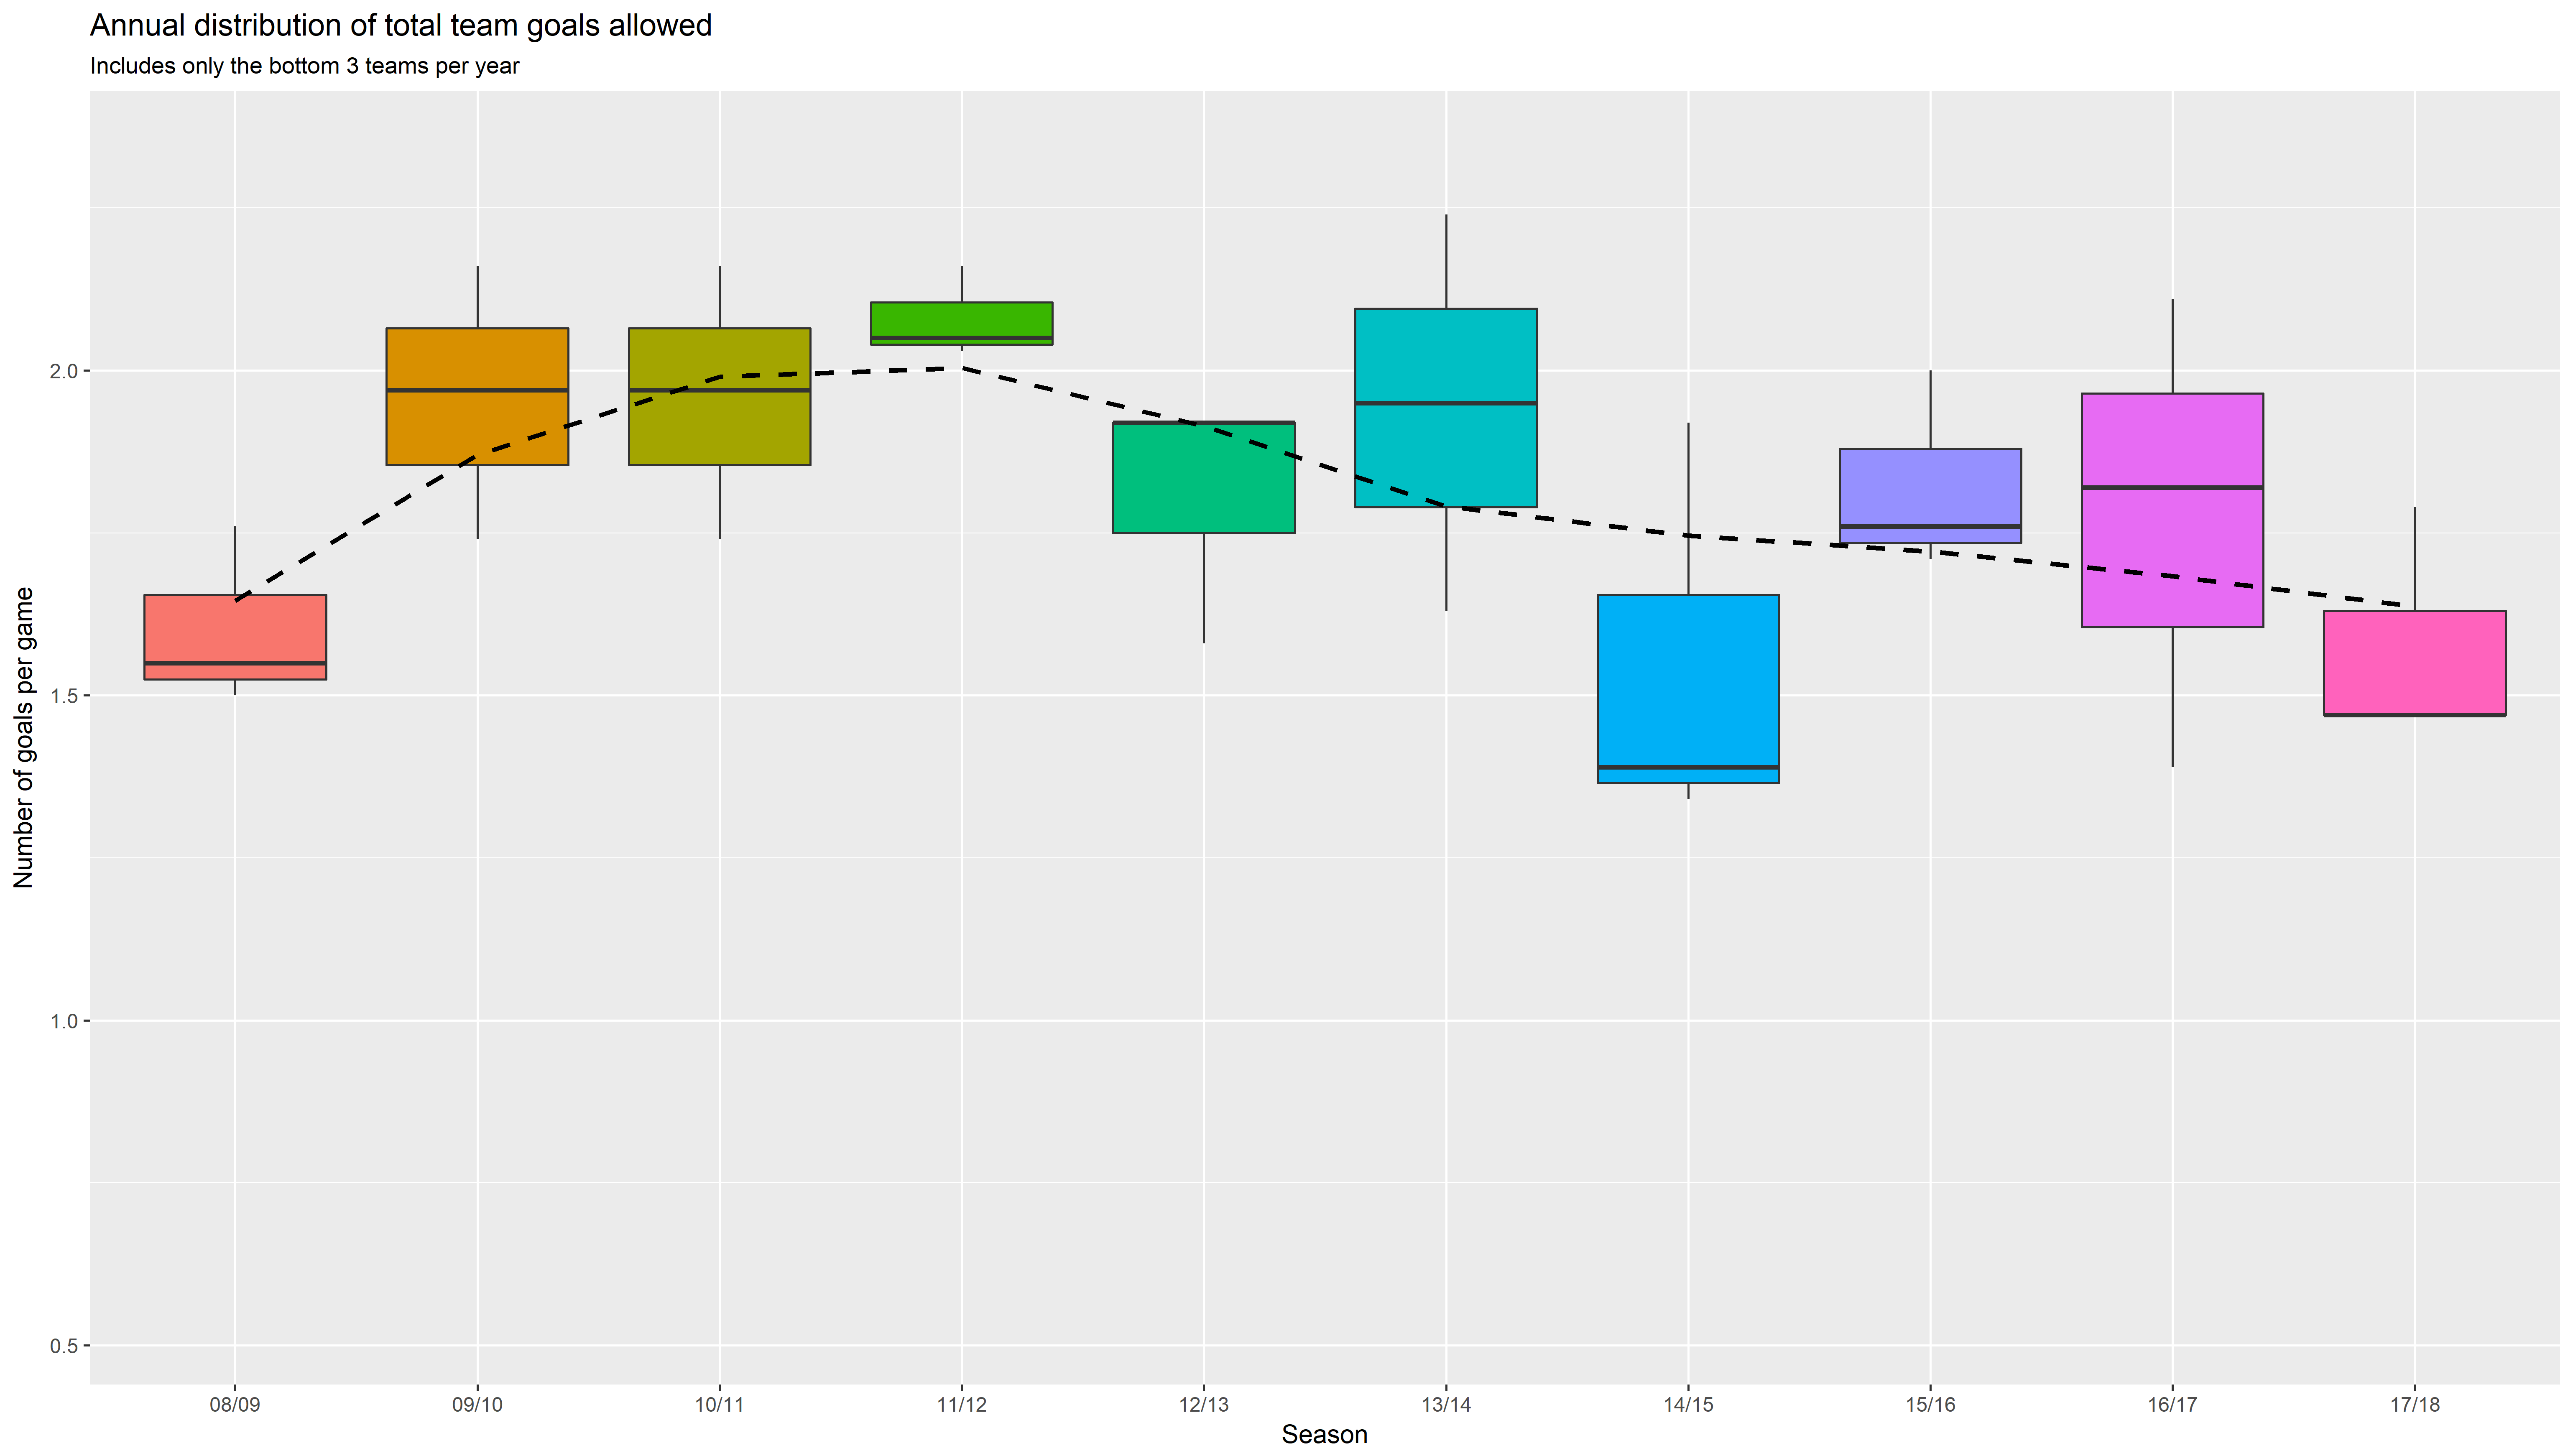 Annual distribution of total team goals allowed
Includes only the bottom 3 teams per year
Number of goals per game
2.0
1.5
1.0
0.5
08/09 09/10 10/11 11/12 12/13 13/14 14/15 15/16 16/17 17/18
Season